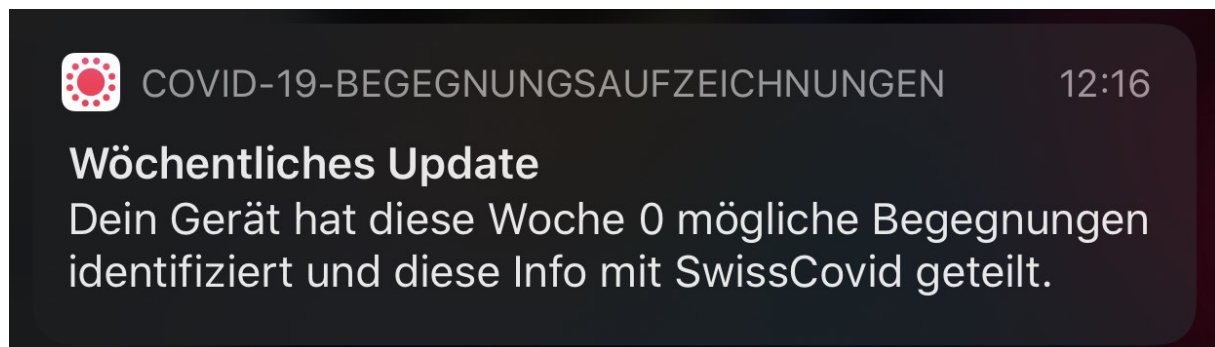 COVID-19-BEGEGNUNGSAUFZEICHNUNGEN 12:16
Wöchentliches Update
Dein Gerät hat diese Woche 0 mögliche Begegnungen
identifiziert und diese Info mit SwissCovid geteilt.